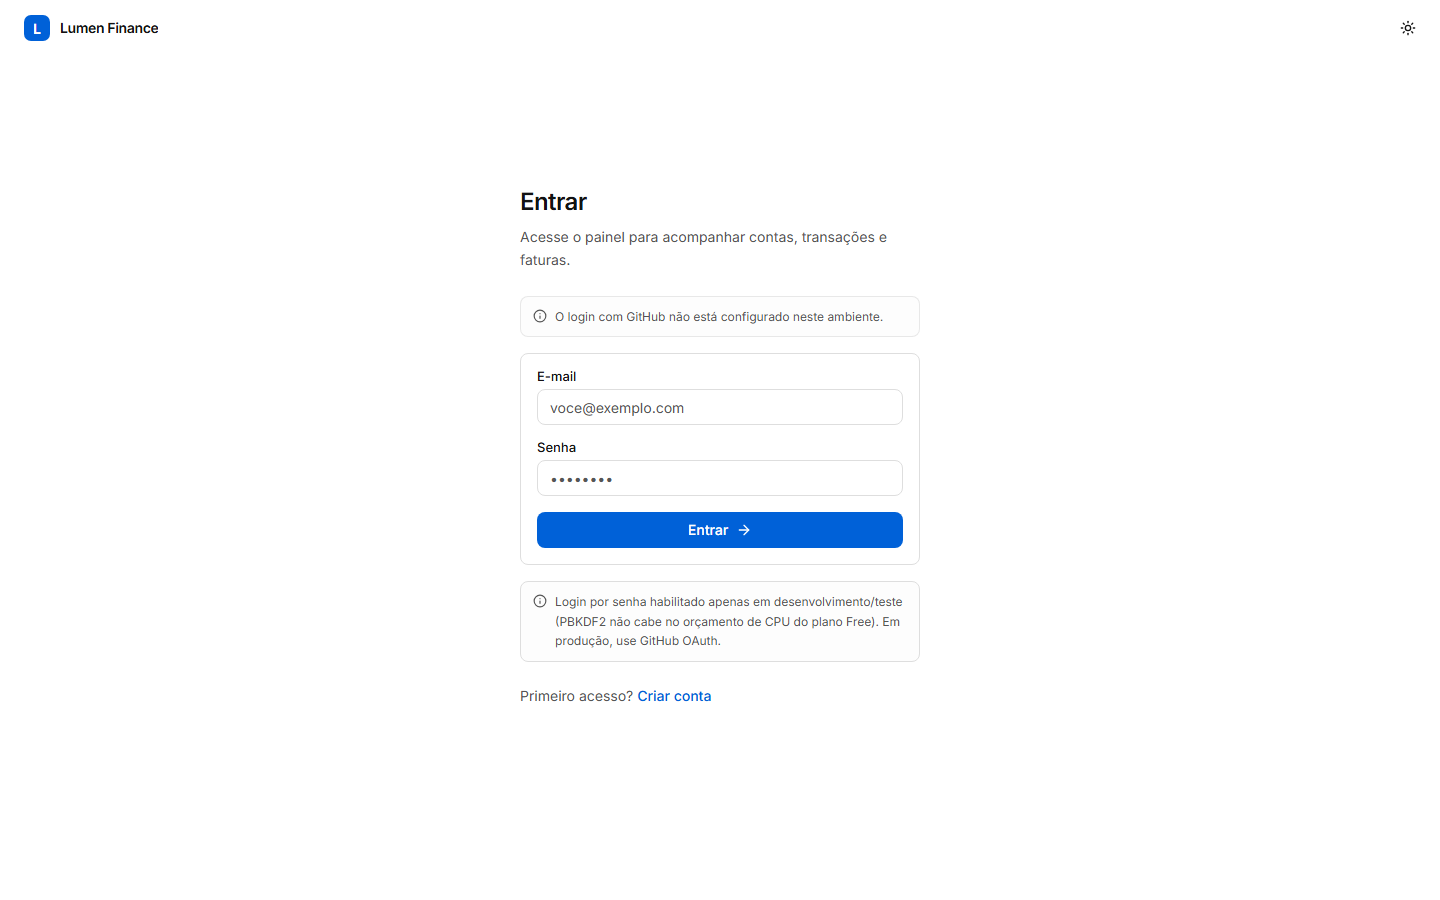 L Lumen Finance
Entrar
Acesse o painel para acompanhar contas, transações e
faturas.
O login com GitHub não está configurado neste ambiente.
E-mail
voce@exemplo.com
Senha
••••••••
Entrar →
Login por senha habilitado apenas em desenvolvimento/teste
(PBKDF2 não cabe no orçamento de CPU do plano Free). Em
produção, use GitHub OAuth.
Primeiro acesso? Criar conta